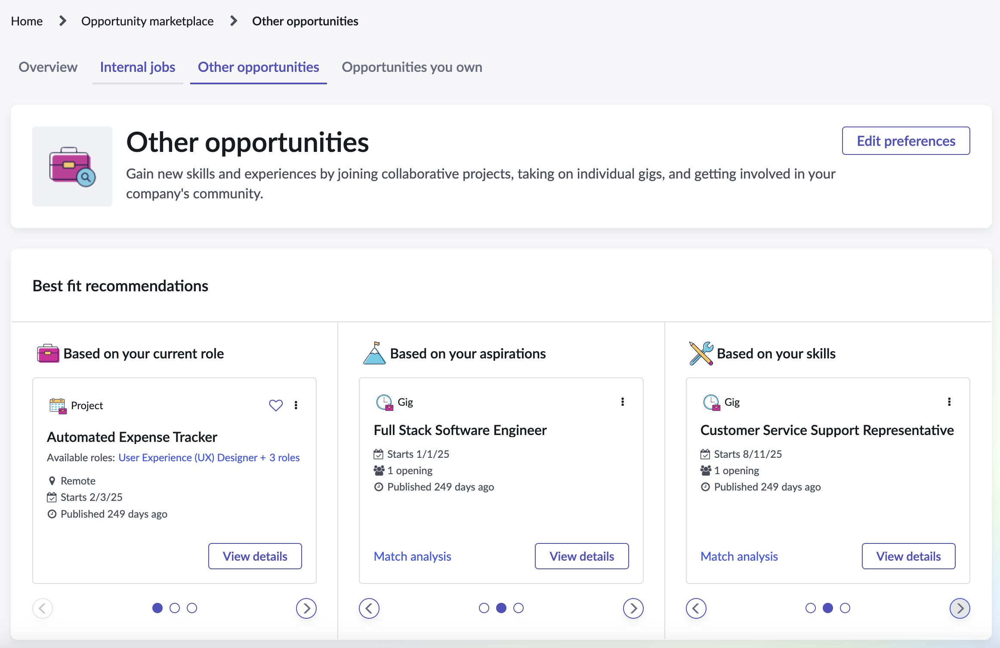 Home
Opportunity marketplace
Other opportunities
Overview
Internal jobs
Other opportunities
Opportunities you own
Other opportunities
Edit preferences
Gain new skills and experiences by joining collaborative projects, taking on individual gigs, and getting involved in your
company's community.
Best fit recommendations
Based on your current role
Project
Automated Expense Tracker
Available roles: User Experience (UX) Designer + 3 roles
Remote
Starts 2/3/25
Published 249 days ago
View details
Based on your aspirations
Gig
Full Stack Software Engineer
Starts 1/1/25
1 opening
Published 249 days ago
Match analysis
View details
Based on your skills
Gig
Customer Service Support Representative
Starts 8/11/25
1 opening
Published 249 days ago
Match analysis
View details